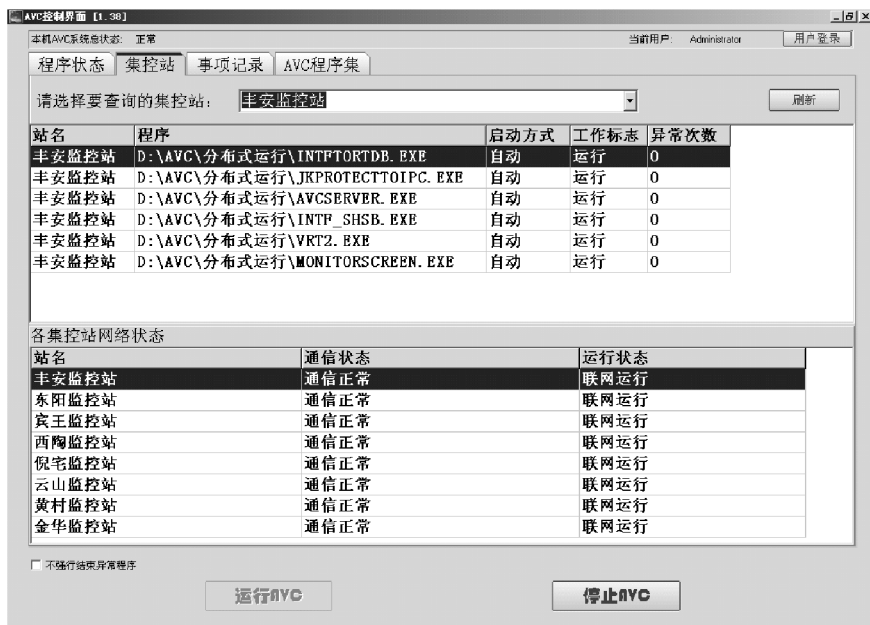 AVC控制界面 [1.38]
本机AVC系统总状态: 正常 当前用户: Administrator 用户登录
程序状态 集控站 事项记录 AVC程序集
请选择要查询的集控站: 丰安监控站 刷新
站名 程序 启动方式 工作标志 异常次数
丰安监控站 D:\AVC\分布式运行\INTFTORTDB.EXE 自动 运行 0
丰安监控站 D:\AVC\分布式运行\JKPROTECTTOIPC.EXE 自动 运行 0
丰安监控站 D:\AVC\分布式运行\AVCSERVER.EXE 自动 运行 0
丰安监控站 D:\AVC\分布式运行\INTF_SHSB.EXE 自动 运行 0
丰安监控站 D:\AVC\分布式运行\VRT2.EXE 自动 运行 0
丰安监控站 D:\AVC\分布式运行\MONITORSCREEN.EXE 自动 运行 0
各集控站网络状态
站名 通信状态 运行状态
丰安监控站 通信正常 联网运行
东阳监控站 通信正常 联网运行
宾王监控站 通信正常 联网运行
西陶监控站 通信正常 联网运行
倪宅监控站 通信正常 联网运行
云山监控站 通信正常 联网运行
黄村监控站 通信正常 联网运行
金华监控站 通信正常 联网运行
不强行结束异常程序
运行AVC 停止AVC